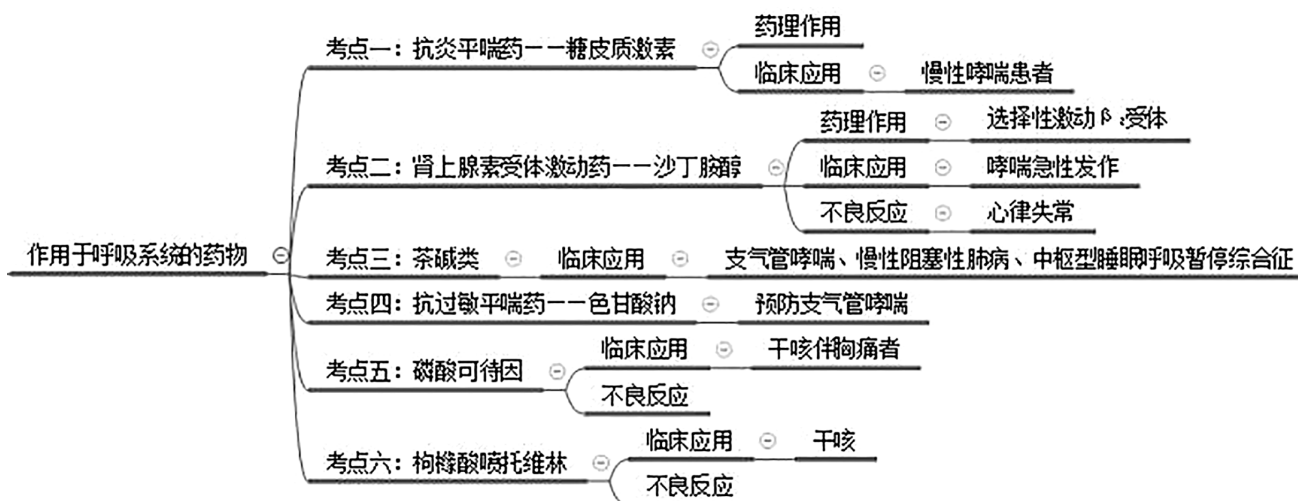 作用于呼吸系统的药物
考点一：抗炎平喘药——糖皮质激素
药理作用
临床应用
慢性哮喘患者
考点二：肾上腺素受体激动药——沙丁胺醇
药理作用
选择性激动β₂受体
临床应用
哮喘急性发作
不良反应
心律失常
考点三：茶碱类
临床应用
支气管哮喘、慢性阻塞性肺病、中枢型睡眠呼吸暂停综合征
考点四：抗过敏平喘药——色甘酸钠
预防支气管哮喘
考点五：磷酸可待因
临床应用
干咳伴胸痛者
不良反应
考点六：枸橼酸喷托维林
临床应用
干咳
不良反应